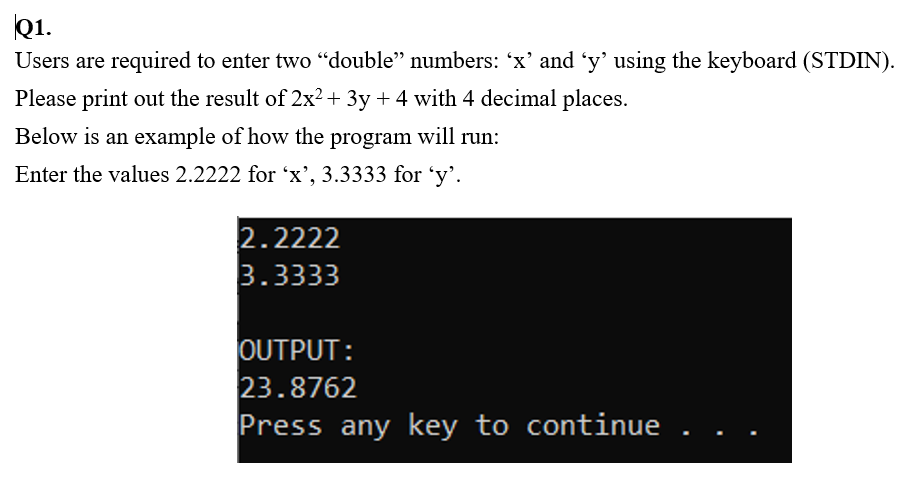 Q1.
Users are required to enter two “double” numbers: ‘x’ and ‘y’ using the keyboard (STDIN).
Please print out the result of 2x² + 3y + 4 with 4 decimal places.
Below is an example of how the program will run:
Enter the values 2.2222 for ‘x’, 3.3333 for ‘y’.
2.2222
3.3333
OUTPUT:
23.8762
Press any key to continue . . .